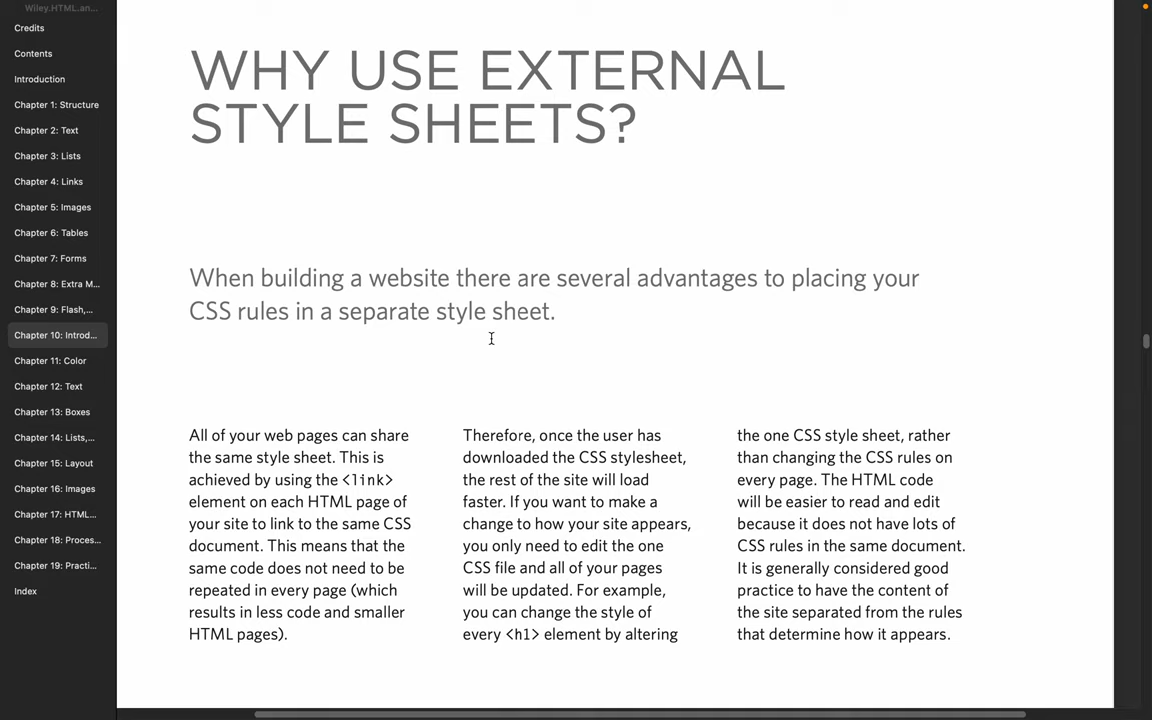 Wiley.HTML.an...
Credits
Contents
Introduction
Chapter 1: Structure
Chapter 2: Text
Chapter 3: Lists
Chapter 4: Links
Chapter 5: Images
Chapter 6: Tables
Chapter 7: Forms
Chapter 8: Extra M...
Chapter 9: Flash,...
Chapter 10: Introd...
Chapter 11: Color
Chapter 12: Text
Chapter 13: Boxes
Chapter 14: Lists,...
Chapter 15: Layout
Chapter 16: Images
Chapter 17: HTML...
Chapter 18: Proces...
Chapter 19: Practi...
Index
WHY USE EXTERNAL
STYLE SHEETS?
When building a website there are several advantages to placing your
CSS rules in a separate style sheet.
All of your web pages can share
the same style sheet. This is
achieved by using the <link>
element on each HTML page of
your site to link to the same CSS
document. This means that the
same code does not need to be
repeated in every page (which
results in less code and smaller
HTML pages).
Therefore, once the user has
downloaded the CSS stylesheet,
the rest of the site will load
faster. If you want to make a
change to how your site appears,
you only need to edit the one
CSS file and all of your pages
will be updated. For example,
you can change the style of
every <h1> element by altering
the one CSS style sheet, rather
than changing the CSS rules on
every page. The HTML code
will be easier to read and edit
because it does not have lots of
CSS rules in the same document.
It is generally considered good
practice to have the content of
the site separated from the rules
that determine how it appears.